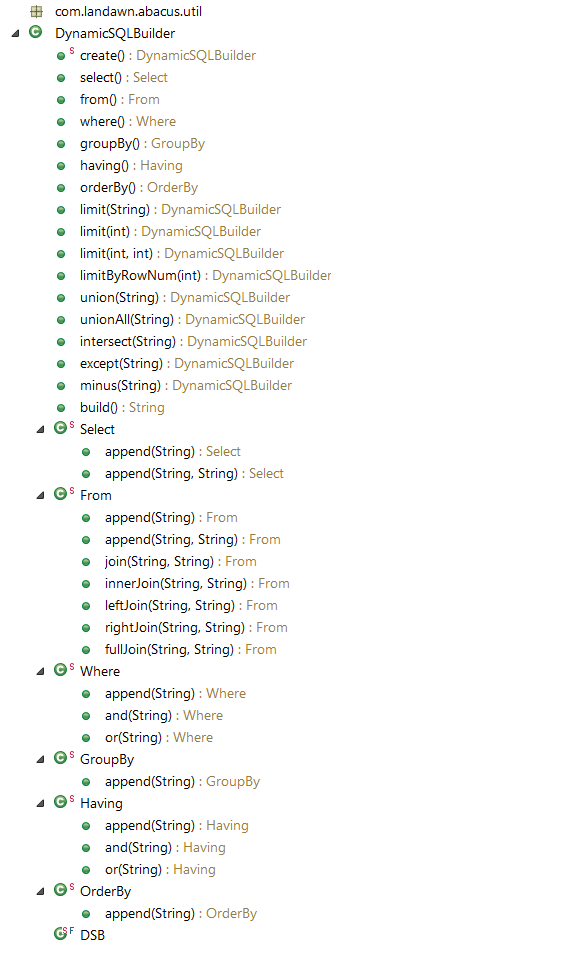 com.landawn.abacus.util
C DynamicSQLBuilder
S create() : DynamicSQLBuilder
select() : Select
from() : From
where() : Where
groupBy() : GroupBy
having() : Having
orderBy() : OrderBy
limit(String) : DynamicSQLBuilder
limit(int) : DynamicSQLBuilder
limit(int, int) : DynamicSQLBuilder
limitByRowNum(int) : DynamicSQLBuilder
union(String) : DynamicSQLBuilder
unionAll(String) : DynamicSQLBuilder
intersect(String) : DynamicSQLBuilder
except(String) : DynamicSQLBuilder
minus(String) : DynamicSQLBuilder
build() : String
C S Select
append(String) : Select
append(String, String) : Select
C S From
append(String) : From
append(String, String) : From
join(String, String) : From
innerJoin(String, String) : From
leftJoin(String, String) : From
rightJoin(String, String) : From
fullJoin(String, String) : From
C S Where
append(String) : Where
and(String) : Where
or(String) : Where
C S GroupBy
append(String) : GroupBy
C S Having
append(String) : Having
and(String) : Having
or(String) : Having
C S OrderBy
append(String) : OrderBy
C S F DSB